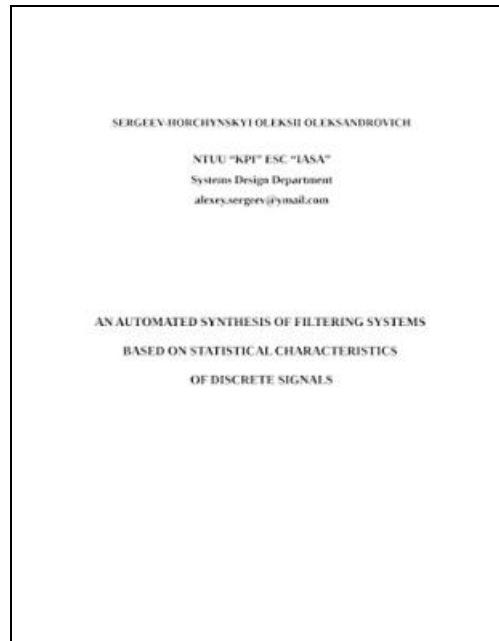 SERGEEV-HORCHYNSKYI OLEKSII OLEKSANDROVICH
NTUU "KPI" ESC "IASA"
Systems Design Department
alexey.sergeev@ymail.com
AN AUTOMATED SYNTHESIS OF FILTERING SYSTEMS
BASED ON STATISTICAL CHARACTERISTICS
OF DISCRETE SIGNALS